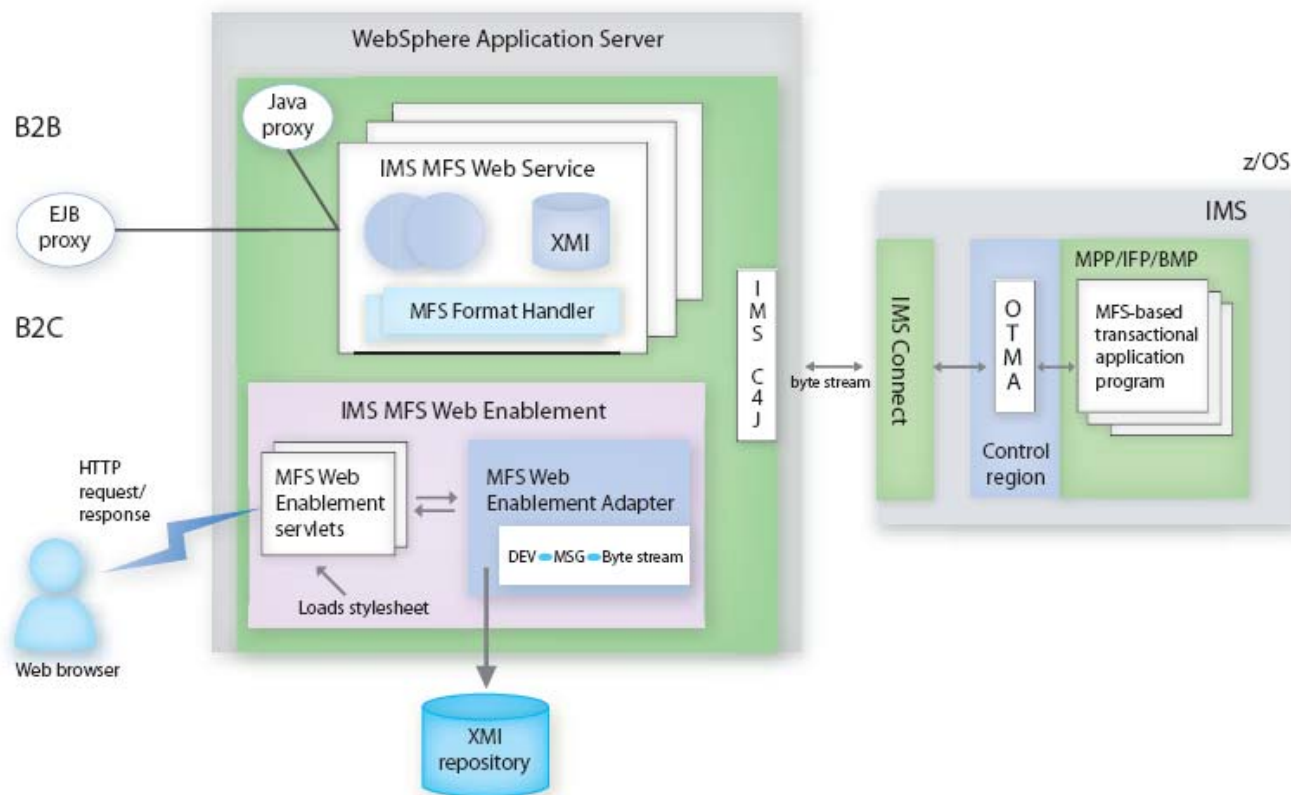 WebSphere Application Server
B2B
Java
proxy
EJB
proxy
IMS MFS Web Service
XMI
MFS Format Handler
B2C
IMS MFS Web Enablement
HTTP
request/
response
MFS Web
Enablement
servlets
MFS Web
Enablement Adapter
DEV MSG Byte stream
Loads stylesheet
Web browser
XMI
repository
IMS C4J
byte stream
z/OS
IMS
IMS Connect
OTMA
Control
region
MPP/IFP/BMP
MFS-based
transactional
application
program